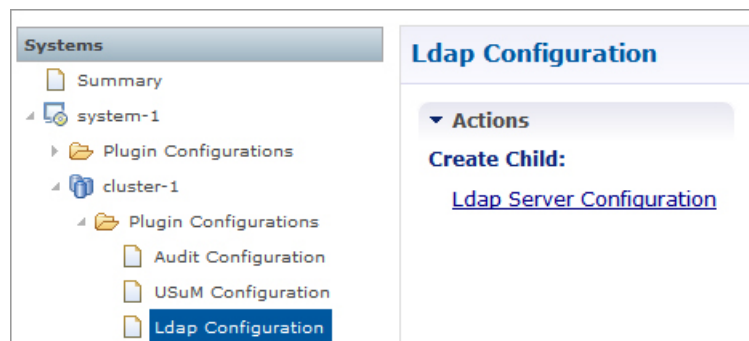 Systems
Summary
system-1
Plugin Configurations
cluster-1
Plugin Configurations
Audit Configuration
USuM Configuration
Ldap Configuration
Ldap Configuration
Actions
Create Child:
Ldap Server Configuration